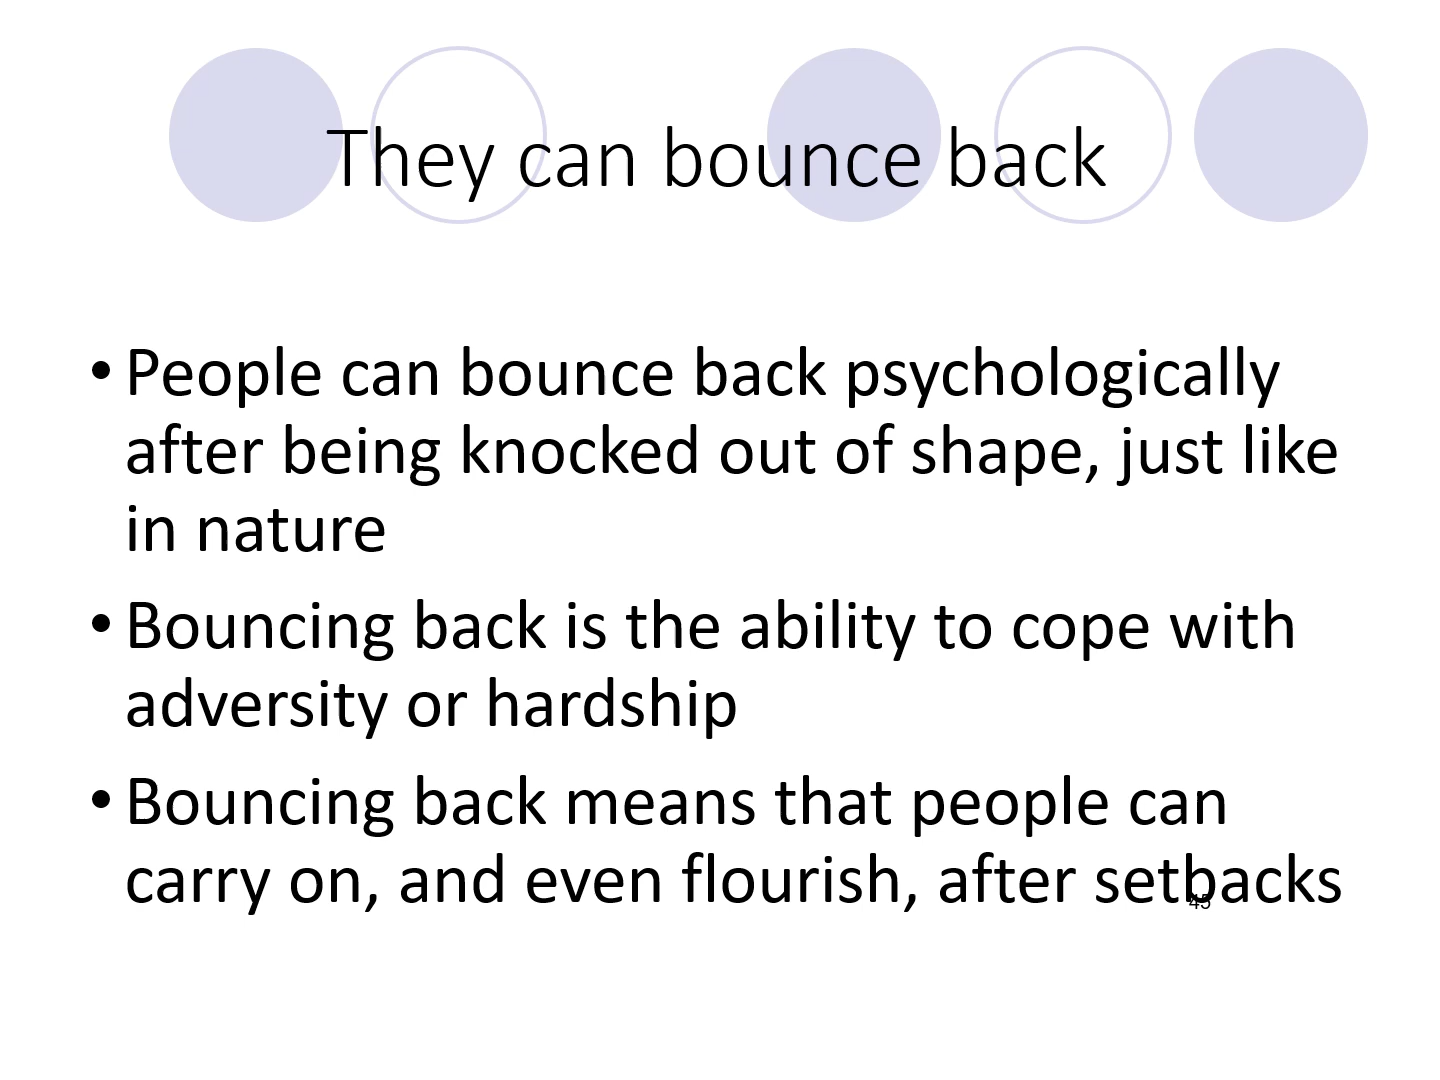 They can bounce back
• People can bounce back psychologically
after being knocked out of shape, just like
in nature
• Bouncing back is the ability to cope with
adversity or hardship
• Bouncing back means that people can
carry on, and even flourish, after setbacks
45